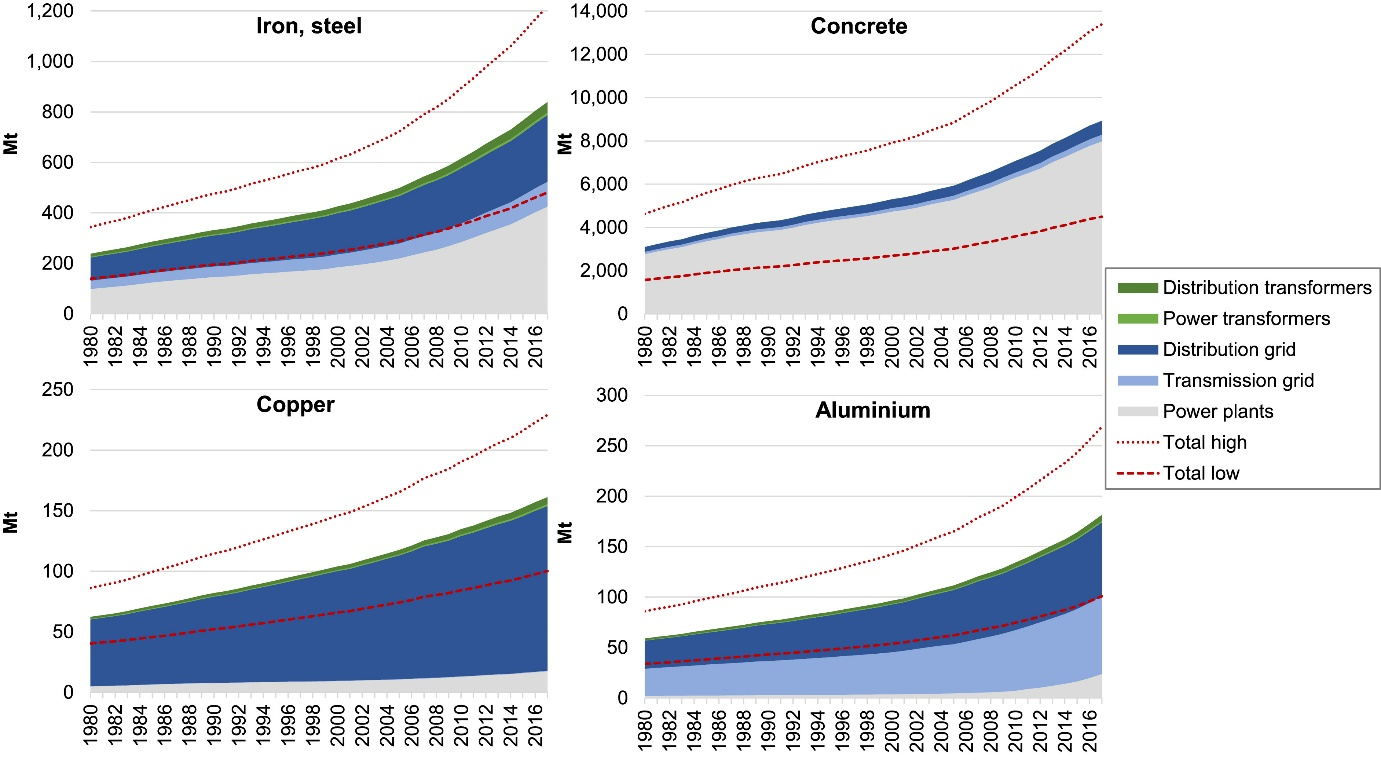 Iron, steel
1,200
1,000
800
600
400
200
0
Mt
1980 1982 1984 1986 1988 1990 1992 1994 1996 1998 2000 2002 2004 2006 2008 2010 2012 2014 2016
Concrete
14,000
12,000
10,000
8,000
6,000
4,000
2,000
0
Mt
1980 1982 1984 1986 1988 1990 1992 1994 1996 1998 2000 2002 2004 2006 2008 2010 2012 2014 2016
Distribution transformers
Power transformers
Distribution grid
Transmission grid
Power plants
Total high
Total low
Copper
250
200
150
100
50
0
Mt
1980 1982 1984 1986 1988 1990 1992 1994 1996 1998 2000 2002 2004 2006 2008 2010 2012 2014 2016
Aluminium
300
250
200
150
100
50
0
Mt
1980 1982 1984 1986 1988 1990 1992 1994 1996 1998 2000 2002 2004 2006 2008 2010 2012 2014 2016